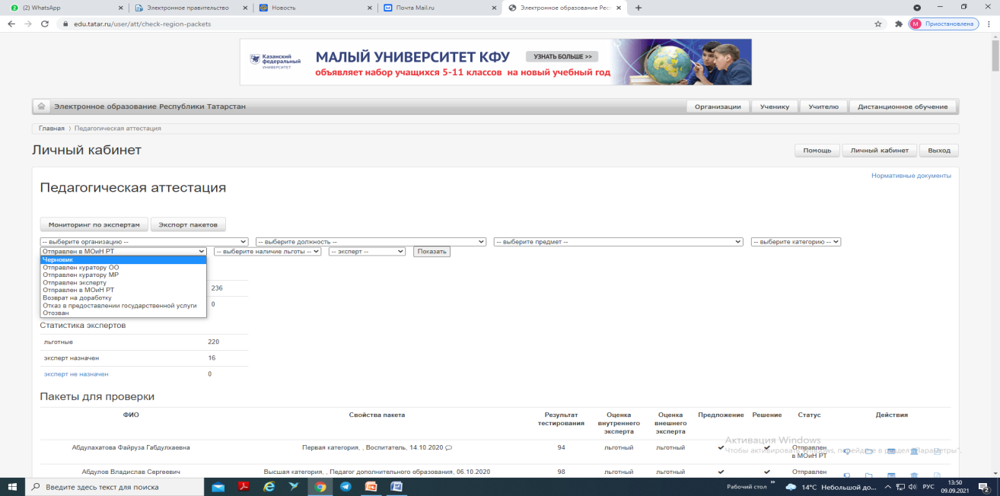 (2) WhatsApp
Электронное правительство
Новость
Почта Mail.ru
Электронное образование Рес
edu.tatar.ru/user/att/check-region-packets
М Приостановлена
Казанский федеральный УНИВЕРСИТЕТ
МАЛЫЙ УНИВЕРСИТЕТ КФУ
УЗНАТЬ БОЛЬШЕ >>
объявляет набор учащихся 5-11 классов на новый учебный год
Электронное образование Республики Татарстан
Организации
Ученику
Учителю
Дистанционное обучение
Главная › Педагогическая аттестация
Личный кабинет
Помощь
Личный кабинет
Выход
Нормативные документы
Педагогическая аттестация
Мониторинг по экспертам
Экспорт пакетов
-- выберите организацию --
-- выберите должность --
-- выберите предмет --
-- выберите категорию --
Отправлен в МОиН РТ
-- выберите наличие льготы --
-- эксперт --
Показать
Черновик
Отправлен куратору ОО
Отправлен куратору МР
Отправлен эксперту
Отправлен в МОиН РТ
Возврат на доработку
Отказ в предоставлении государственной услуги
Отозван
236
0
Статистика экспертов
льготные 220
эксперт назначен 16
эксперт не назначен 0
Пакеты для проверки
ФИО
Свойства пакета
Результат тестирования
Оценка внутреннего эксперта
Оценка внешнего эксперта
Предложение
Решение
Статус
Действия
Абдулахатова Файруза Габдулхаевна
Первая категория, , Воспитатель, 14.10.2020
94
льготный
льготный
Отправлен в МОиН РТ
Абдулов Владислав Сергеевич
Высшая категория, , Педагог дополнительного образования, 06.10.2020
98
льготный
льготный
Отправлен
Активация Windows
Чтобы активировать Windows, перейдите в раздел "Параметры".
Введите здесь текст для поиска
Рабочий стол
14°C Небольшой до...
РУС
13:50
09.09.2021
2